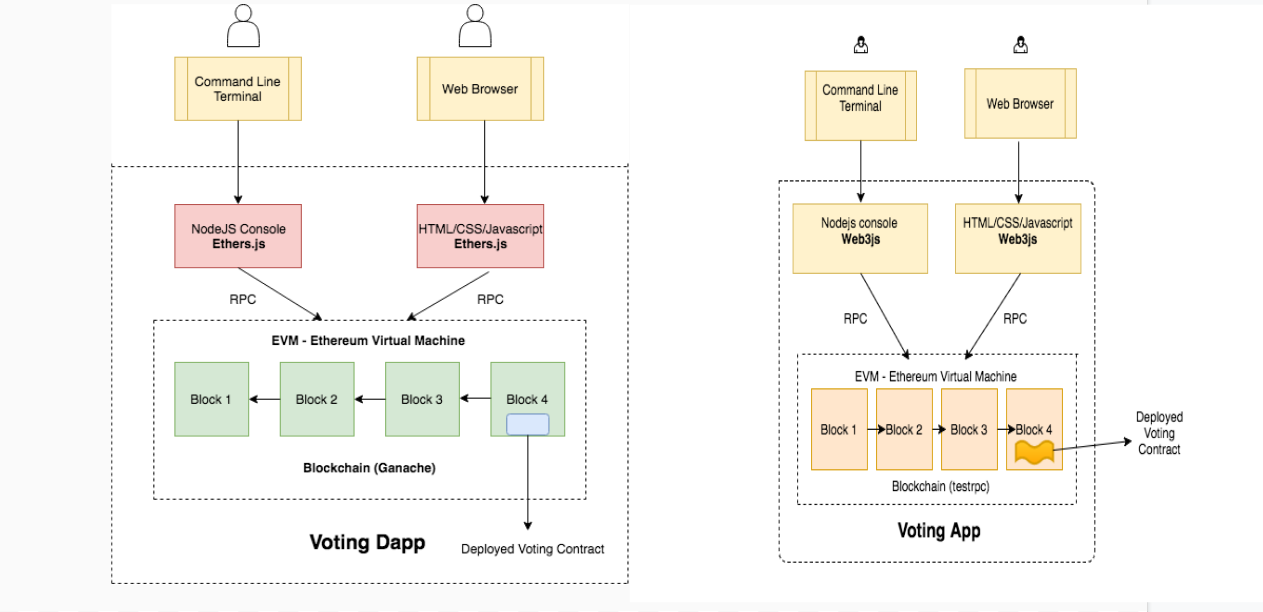 Command Line
Terminal
Web Browser
NodeJS Console
Ethers.js
HTML/CSS/Javascript
Ethers.js
RPC
RPC
EVM - Ethereum Virtual Machine
Block 1
Block 2
Block 3
Block 4
Blockchain (Ganache)
Voting Dapp
Deployed Voting Contract
Command Line
Terminal
Web Browser
Nodejs console
Web3js
HTML/CSS/Javascript
Web3js
RPC
RPC
EVM - Ethereum Virtual Machine
Block 1
Block 2
Block 3
Block 4
Deployed
Voting
Contract
Blockchain (testrpc)
Voting App